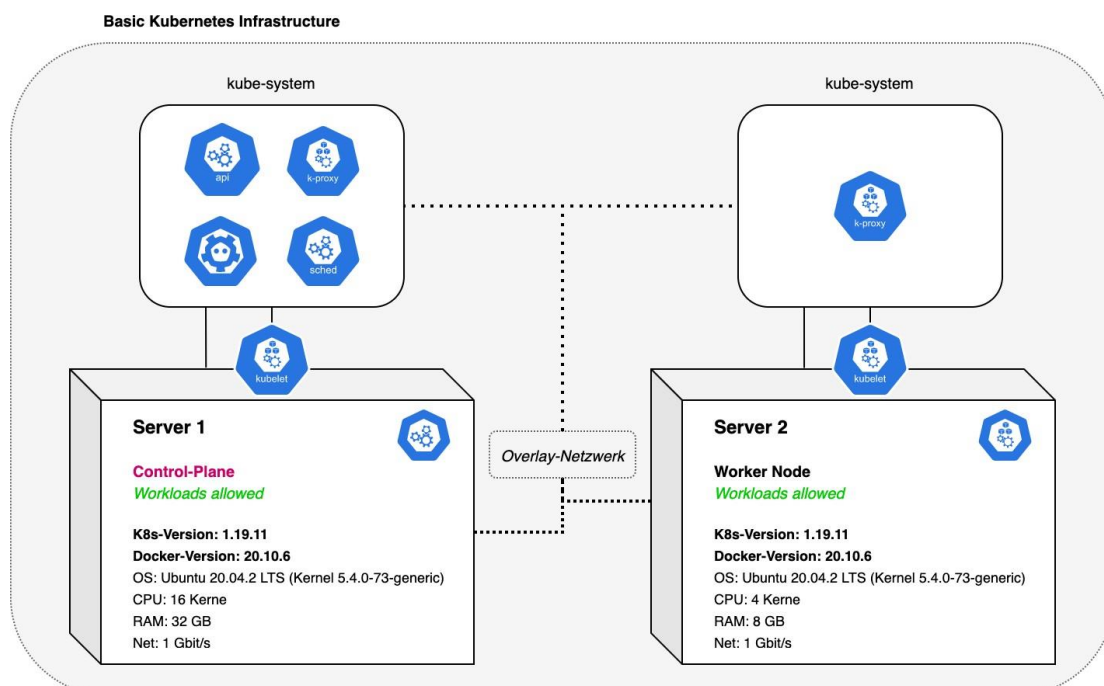 Basic Kubernetes Infrastructure
kube-system
api
k-proxy
sched
kubelet
Server 1
Control-Plane
Workloads allowed
K8s-Version: 1.19.11
Docker-Version: 20.10.6
OS: Ubuntu 20.04.2 LTS (Kernel 5.4.0-73-generic)
CPU: 16 Kerne
RAM: 32 GB
Net: 1 Gbit/s
Overlay-Netzwerk
kube-system
k-proxy
kubelet
Server 2
Worker Node
Workloads allowed
K8s-Version: 1.19.11
Docker-Version: 20.10.6
OS: Ubuntu 20.04.2 LTS (Kernel 5.4.0-73-generic)
CPU: 4 Kerne
RAM: 8 GB
Net: 1 Gbit/s